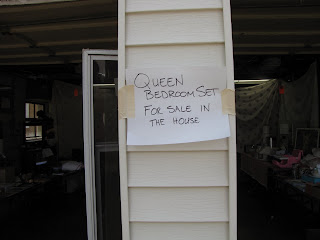 QUEEN
BEDROOM SET
FOR SALE IN
THE HOUSE